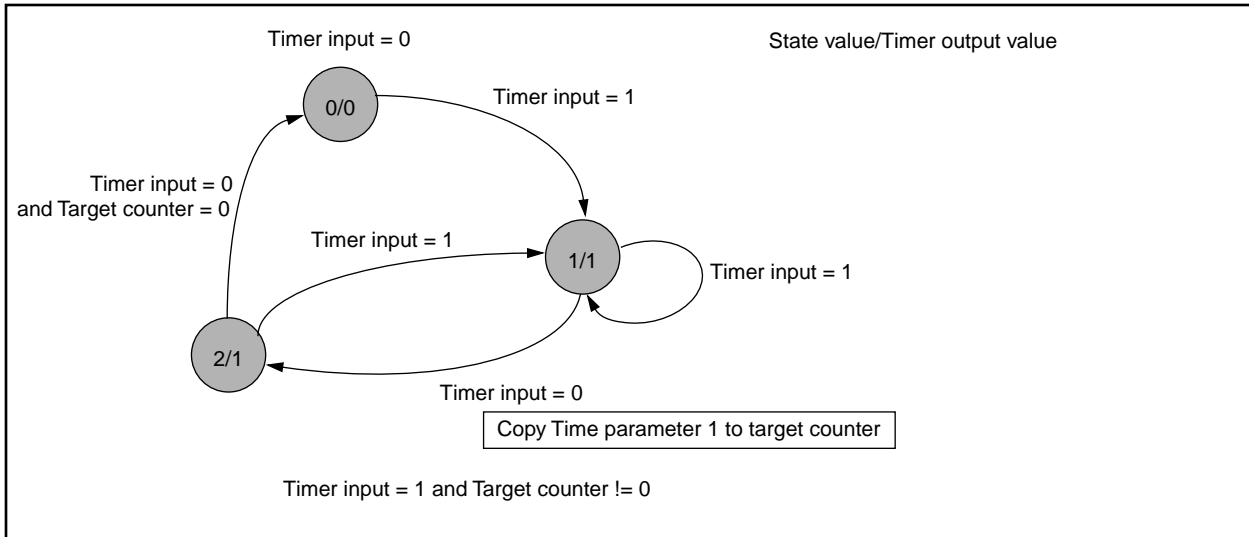 Timer input = 0
State value/Timer output value
0/0
Timer input = 1
Timer input = 0
and Target counter = 0
Timer input = 1
1/1
Timer input = 1
2/1
Timer input = 0
Copy Time parameter 1 to target counter
Timer input = 1 and Target counter != 0